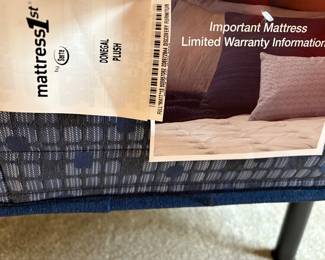 mattress1st®
by Serta
DONEGAL
PLUSH
Important Mattress
Limited Warranty Information